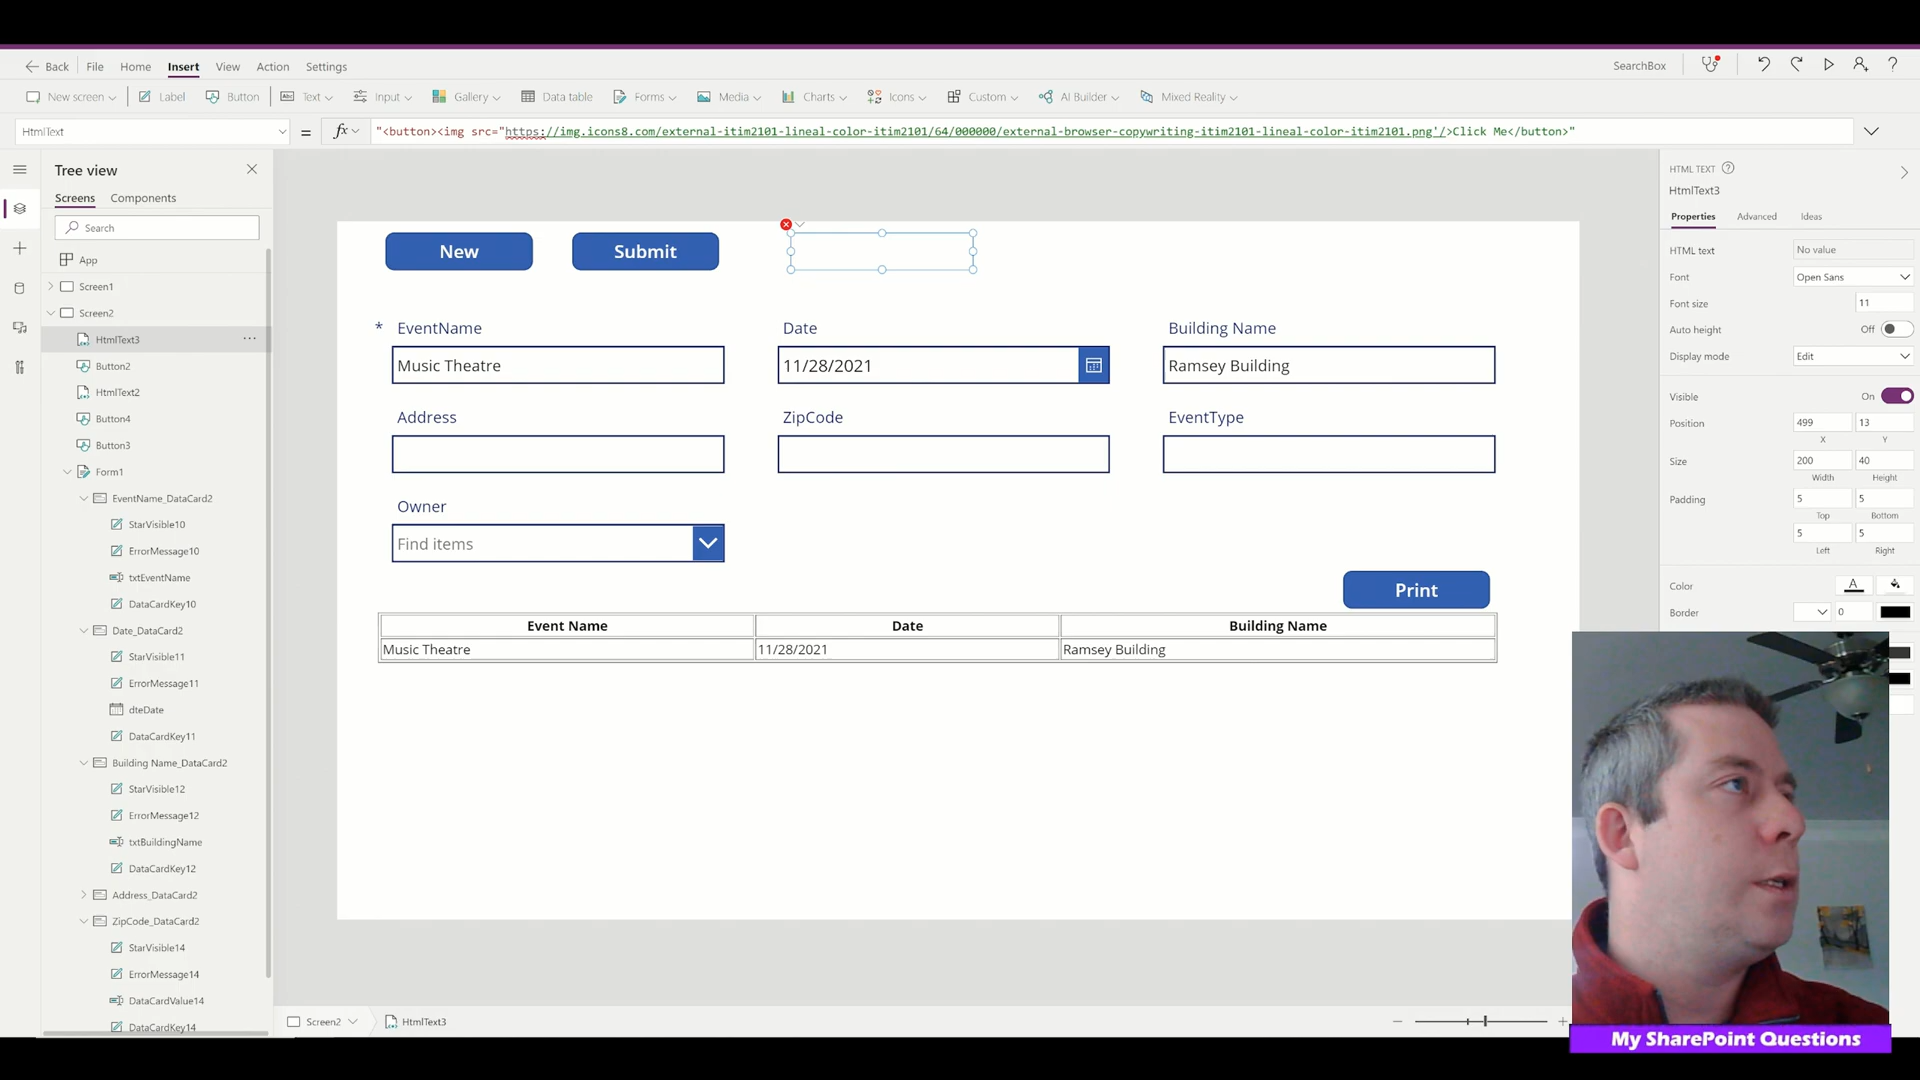 Back File Home Insert View Action Settings SearchBox ?
New screen Label Button Text Input Gallery Data table Forms Media Charts Icons Custom AI Builder Mixed Reality
HtmlText = fx "<button><img src="https://img.icons8.com/external-itim2101-lineal-color-itim2101/64/000000/external-browser-copywriting-itim2101-lineal-color-itim2101.png'/>Click Me</button>"
Tree view
Screens Components
Search
App
Screen1
Screen2
HtmlText3 ...
Button2
HtmlText2
Button4
Button3
Form1
EventName_DataCard2
StarVisible10
ErrorMessage10
txtEventName
DataCardKey10
Date_DataCard2
StarVisible11
ErrorMessage11
dteDate
DataCardKey11
Building Name_DataCard2
StarVisible12
ErrorMessage12
txtBuildingName
DataCardKey12
Address_DataCard2
ZipCode_DataCard2
StarVisible14
ErrorMessage14
DataCardValue14
DataCardKey14
New Submit
* EventName Date Building Name
Music Theatre 11/28/2021 Ramsey Building
Address ZipCode EventType
Owner
Find items
Print
Event Name Date Building Name
Music Theatre 11/28/2021 Ramsey Building
Screen2 HtmlText3
HTML TEXT ?
HtmlText3
Properties Advanced Ideas
HTML text No value
Font Open Sans
Font size 11
Auto height Off
Display mode Edit
Visible On
Position 499 13
X Y
Size 200 40
Width Height
Padding 5 5
Top Bottom
5 5
Left Right
Color A
Border 0
My SharePoint Questions